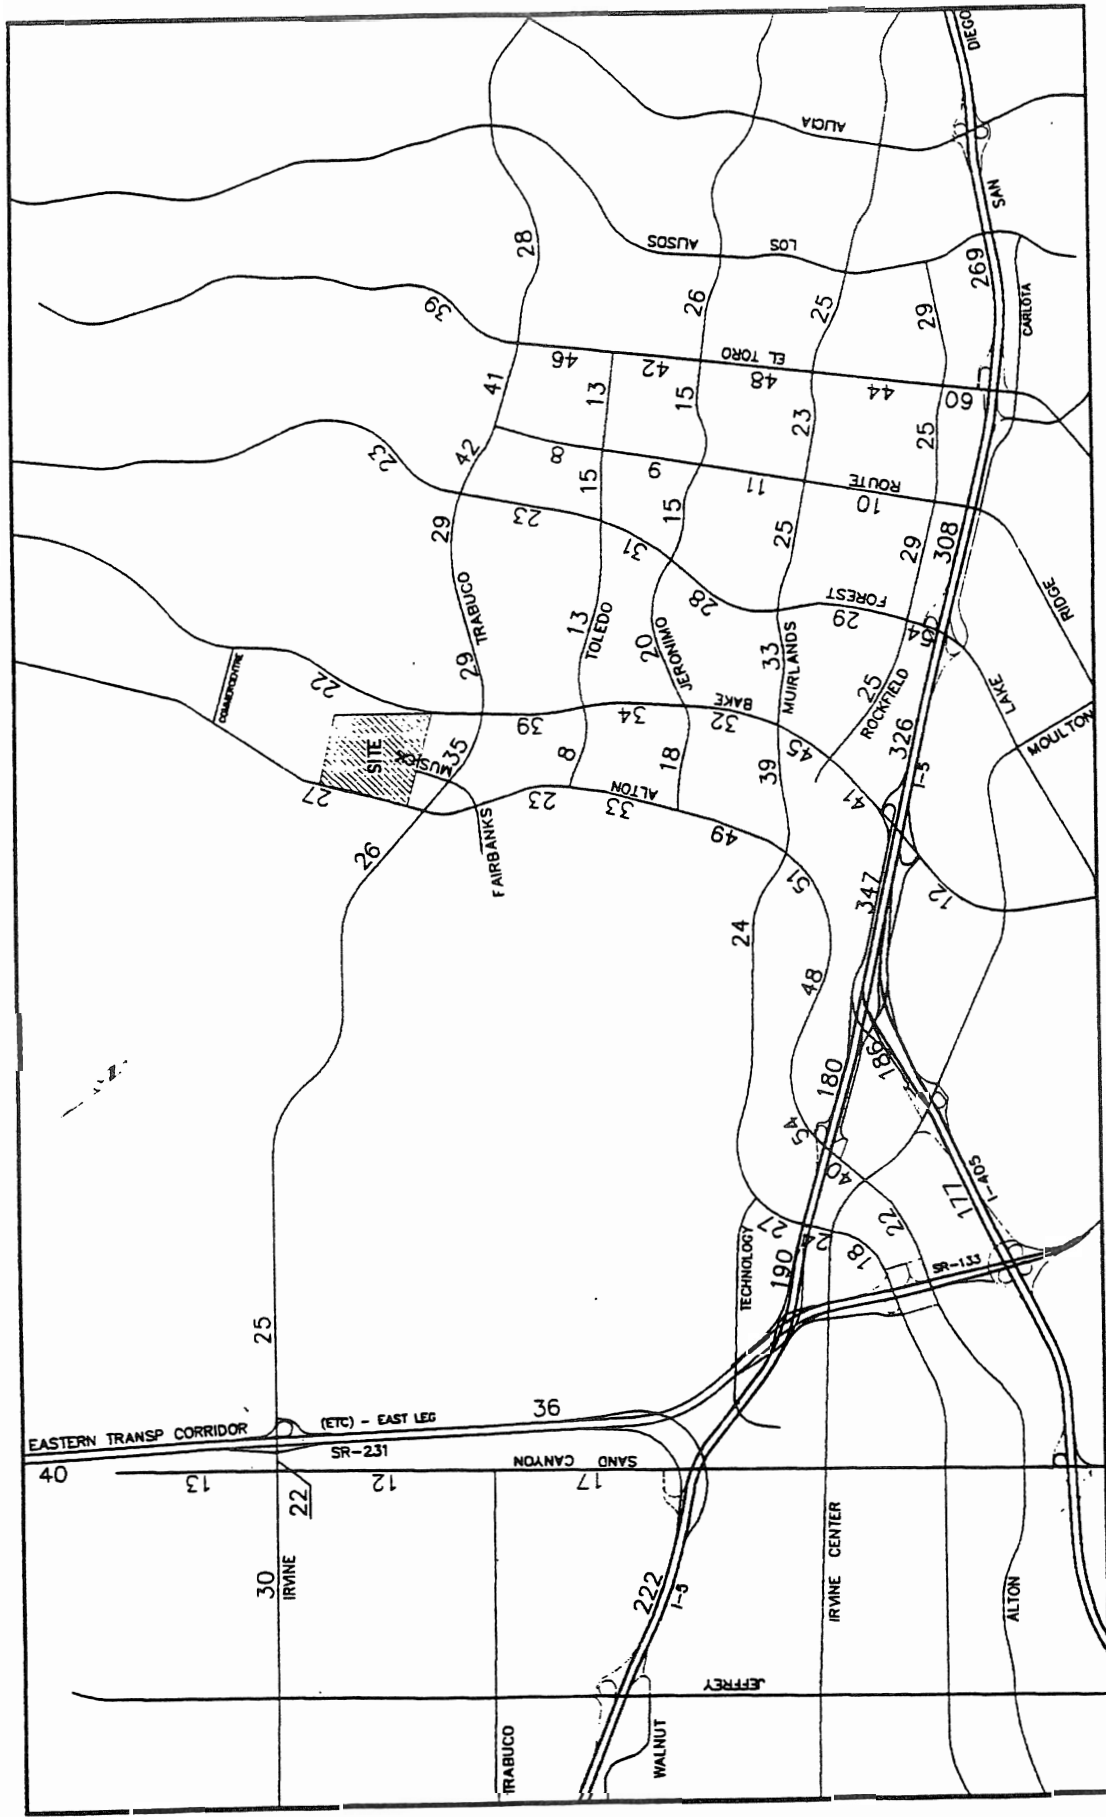 DIEGO
ALICIA
SAN
28
LOS
ALISOS
269
26
25
29
CARLOTA
39
46
42
EL TORO
48
44
60
41
13
15
23
25
42
8
9
11
ROUTE
10
23
15
15
25
29
308
29
23
31
28
FOREST
29
54
RIDGE
TRABUCO
13
TOLEDO
20
JERONIMO
33
MUIRLANDS
25
ROCKFIELD
LAKE
MOULTON
29
COMMERCENTRE
22
39
34
32
BAKE
45
41
326
I-5
SITE
MUSICK
35
8
18
39
27
23
33
ALTON
49
51
FAIRBANKS
26
347
12
24
48
180
186
54
40
I-405
177
22
27
24
18
TECHNOLOGY
190
SR-133
25
EASTERN TRANSP CORRIDOR
(ETC) - EAST LEG
36
SR-231
40
13
12
SAND CANYON
17
22
30
IRVINE
222
I-5
IRVINE CENTER
ALTON
JEFFREY
TRABUCO
WALNUT